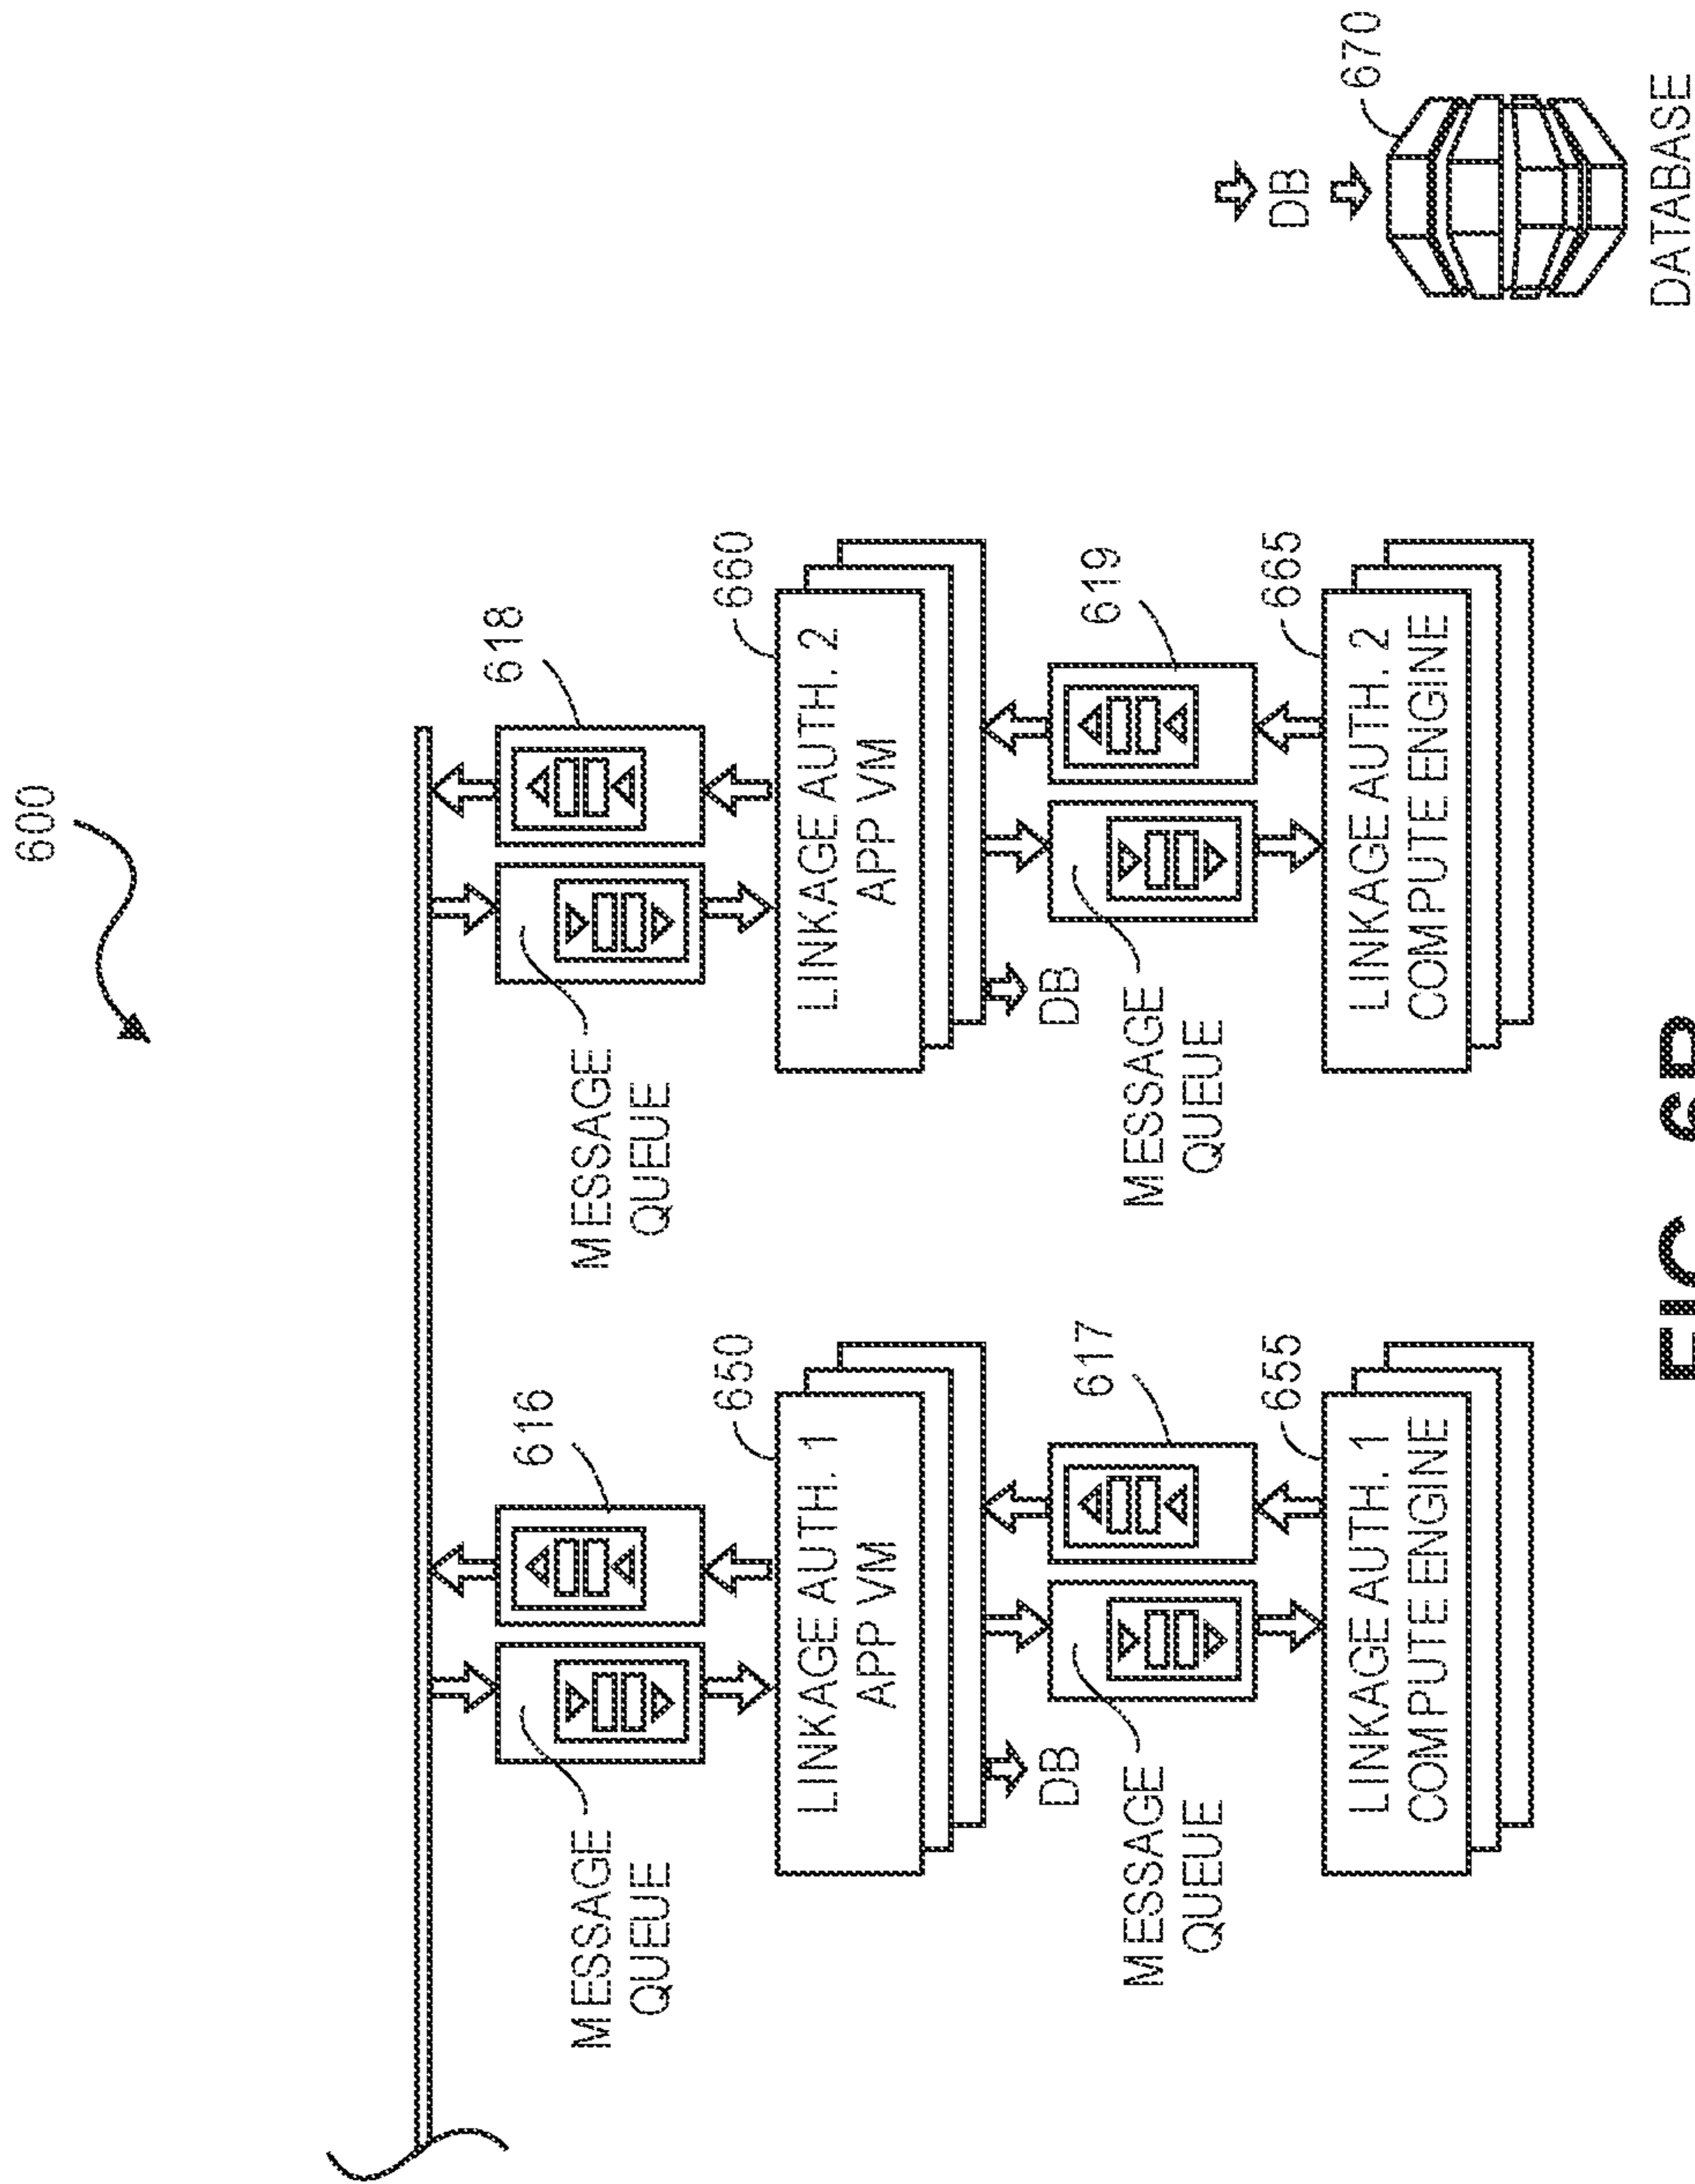 600
616
618
MESSAGE
QUEUE
MESSAGE
QUEUE
650
660
LINKAGE AUTH. 1
APP VM
LINKAGE AUTH. 2
APP VM
DB
617
DB
619
MESSAGE
QUEUE
MESSAGE
QUEUE
655
665
LINKAGE AUTH. 1
COMPUTE ENGINE
LINKAGE AUTH. 2
COMPUTE ENGINE
DB
670
DATABASE